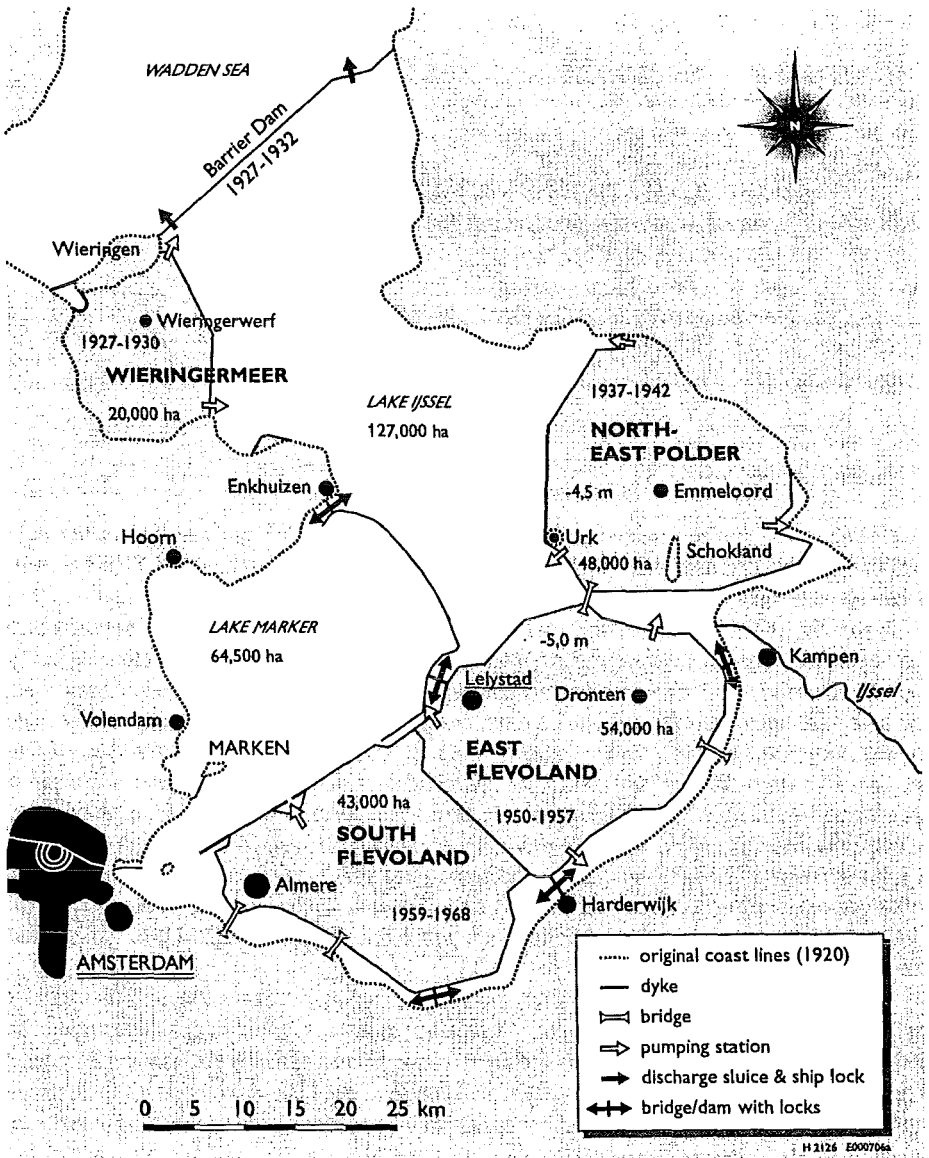 WADDEN SEA
Barrier Dam
1927-1932
N
Wieringen
Wieringerwerf
1927-1930
WIERINGERMEER
20,000 ha
LAKE IJSSEL
127,000 ha
1937-1942
NORTH-
EAST POLDER
-4,5 m
Emmeloord
Enkhuizen
Hoorn
Urk
Schokland
48,000 ha
LAKE MARKER
64,500 ha
-5,0 m
Kampen
IJssel
Lelystad
Dronten
54,000 ha
Volendam
MARKEN
EAST
FLEVOLAND
43,000 ha
1950-1957
SOUTH
FLEVOLAND
Almere
1959-1968
Harderwijk
AMSTERDAM
original coast lines (1920)
dyke
bridge
pumping station
discharge sluice & ship lock
bridge/dam with locks
0 5 10 15 20 25 km
H 2126 E000706a